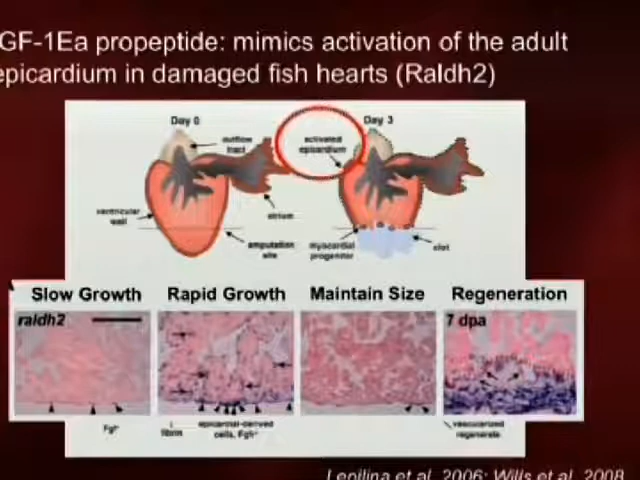 GF-1Ea propeptide: mimics activation of the adult
epicardium in damaged fish hearts (Raldh2)
Day 0
Day 3
outflow
tract
activated
epicardium
ventricular
wall
atrium
amputation
site
myocardial
progenitor
clot
Slow Growth
Rapid Growth
Maintain Size
Regeneration
raldh2
7 dpa
fibrin
epicardial-derived
cells, Fgfr+
vascularized
regenerate
Lepilina et al. 2006; Wills et al. 2008